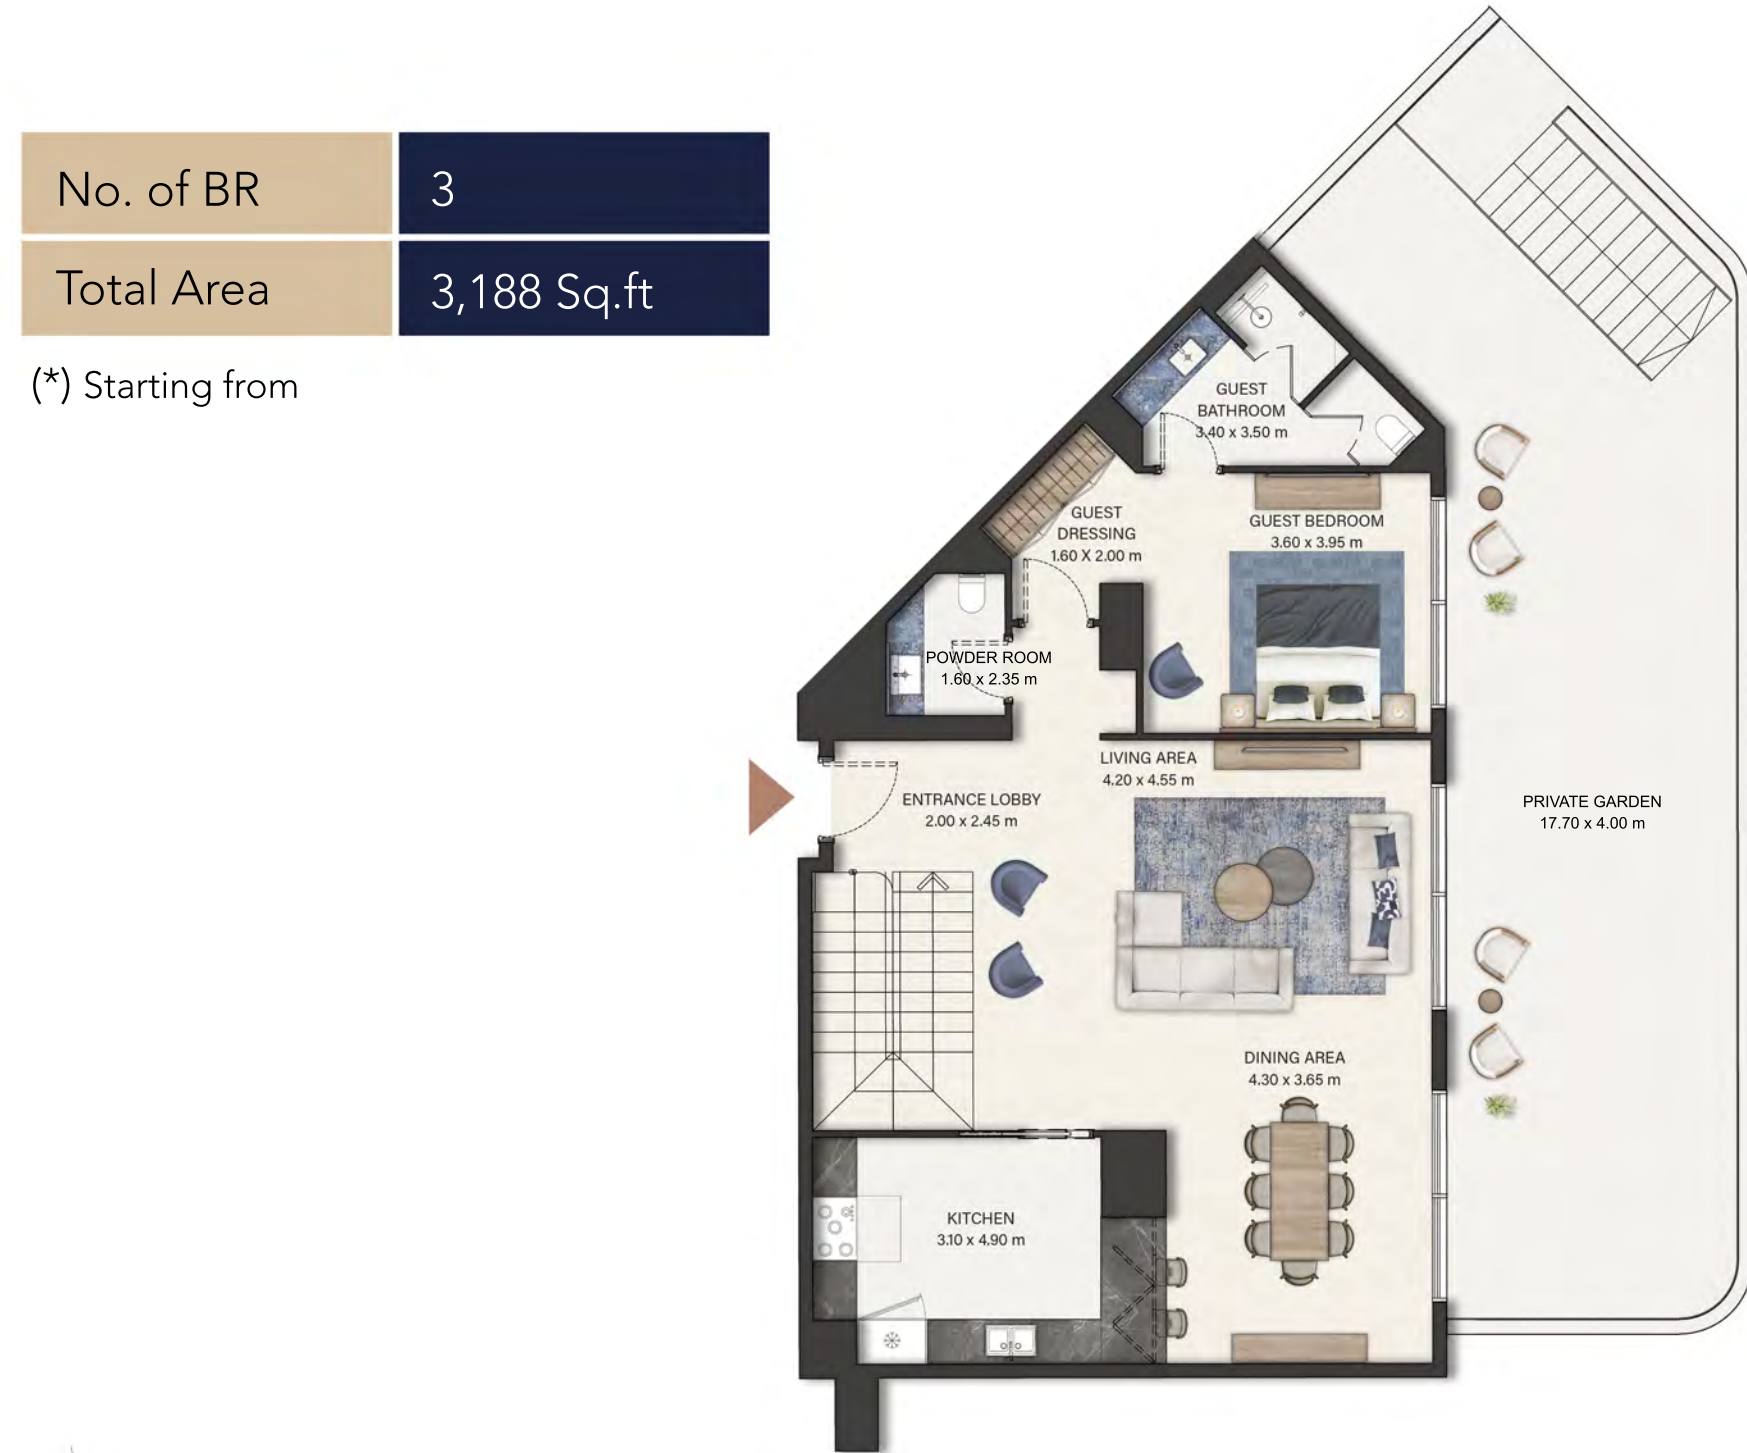 No. of BR 3
Total Area 3,188 Sq.ft
(*) Starting from
GUEST
BATHROOM
3.40 x 3.50 m
GUEST
DRESSING
1.60 X 2.00 m
GUEST BEDROOM
3.60 x 3.95 m
POWDER ROOM
1.60 x 2.35 m
LIVING AREA
4.20 x 4.55 m
ENTRANCE LOBBY
2.00 x 2.45 m
PRIVATE GARDEN
17.70 x 4.00 m
DINING AREA
4.30 x 3.65 m
KITCHEN
3.10 x 4.90 m